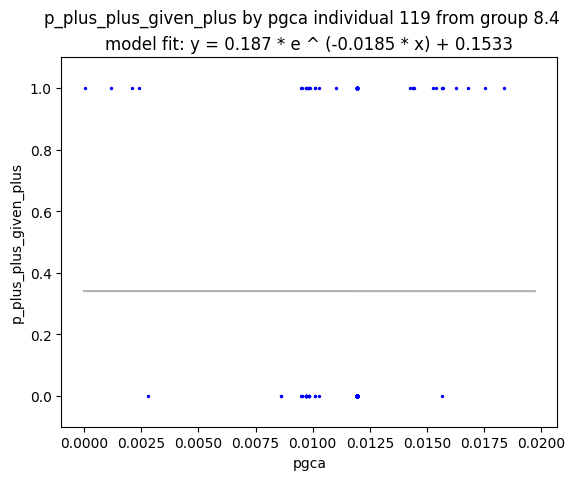 p_plus_plus_given_plus by pgca individual 119 from group 8.4
model fit: y = 0.187 * e ^ (-0.0185 * x) + 0.1533
1.0
0.8
0.6
0.4
0.2
0.0
p_plus_plus_given_plus
0.0000 0.0025 0.0050 0.0075 0.0100 0.0125 0.0150 0.0175 0.0200
pgca